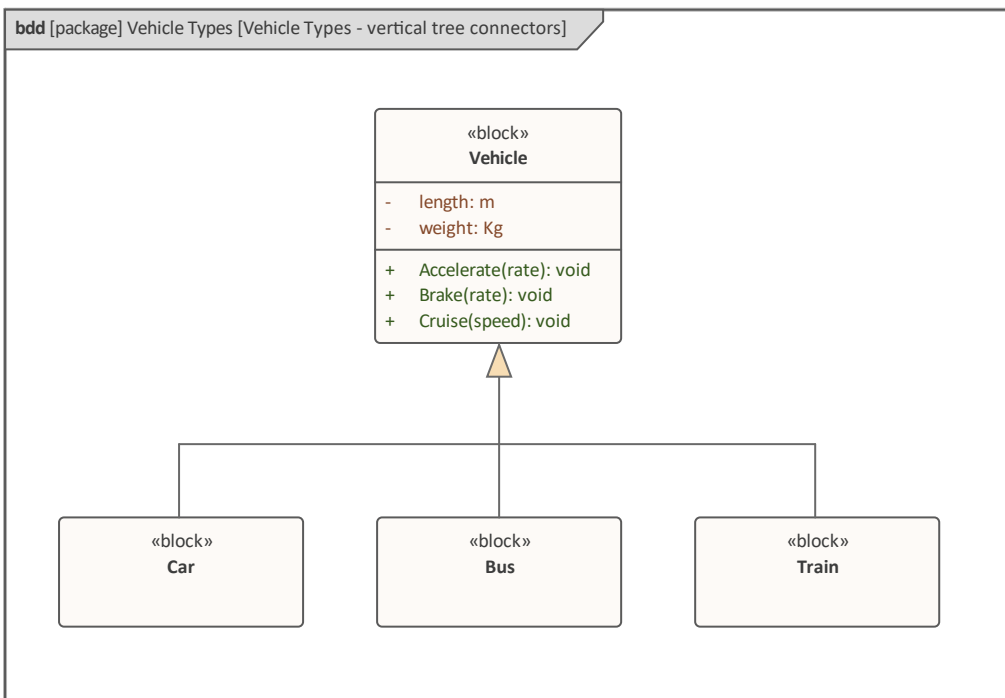 bdd [package] Vehicle Types [Vehicle Types - vertical tree connectors]
«block»
Vehicle
- length: m
- weight: Kg
+ Accelerate(rate): void
+ Brake(rate): void
+ Cruise(speed): void
«block»
Car
«block»
Bus
«block»
Train